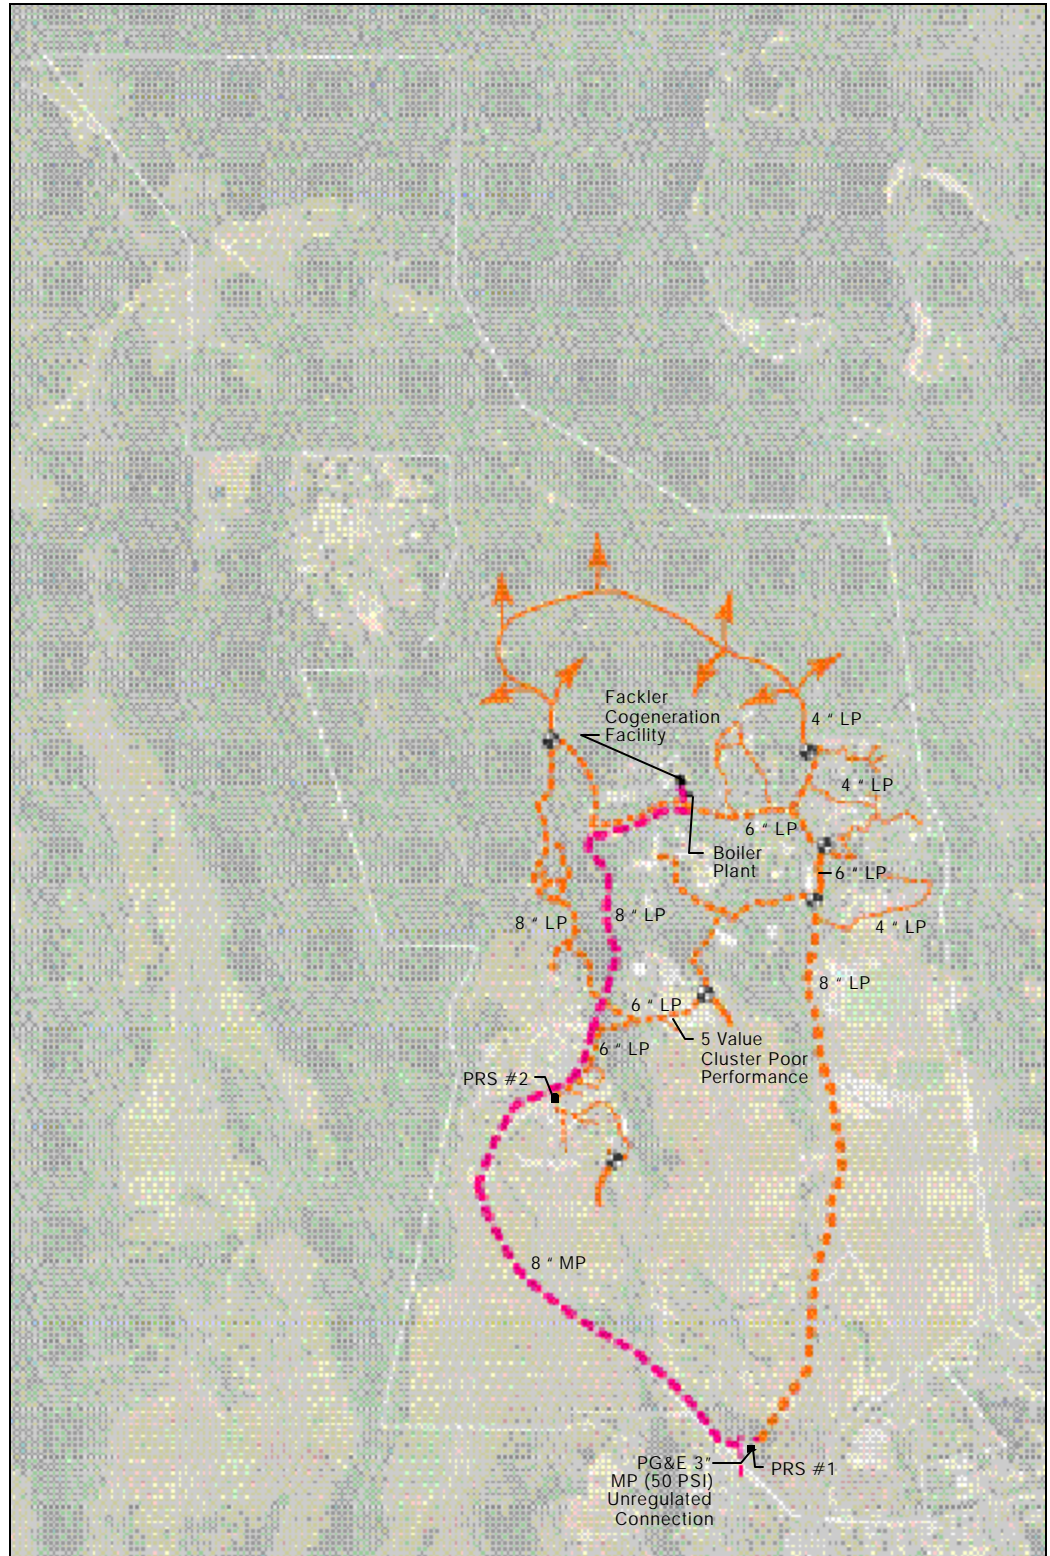 Fackler
Cogeneration
Facility
4 " LP
4 " LP
6 " LP
Boiler
Plant
6 " LP
8 " LP
8 " LP
4 " LP
8 " LP
6 " LP
5 Value
Cluster Poor
Performance
6 " LP
PRS #2
8 " MP
PG&E 3"
MP (50 PSI)
Unregulated
Connection
PRS #1